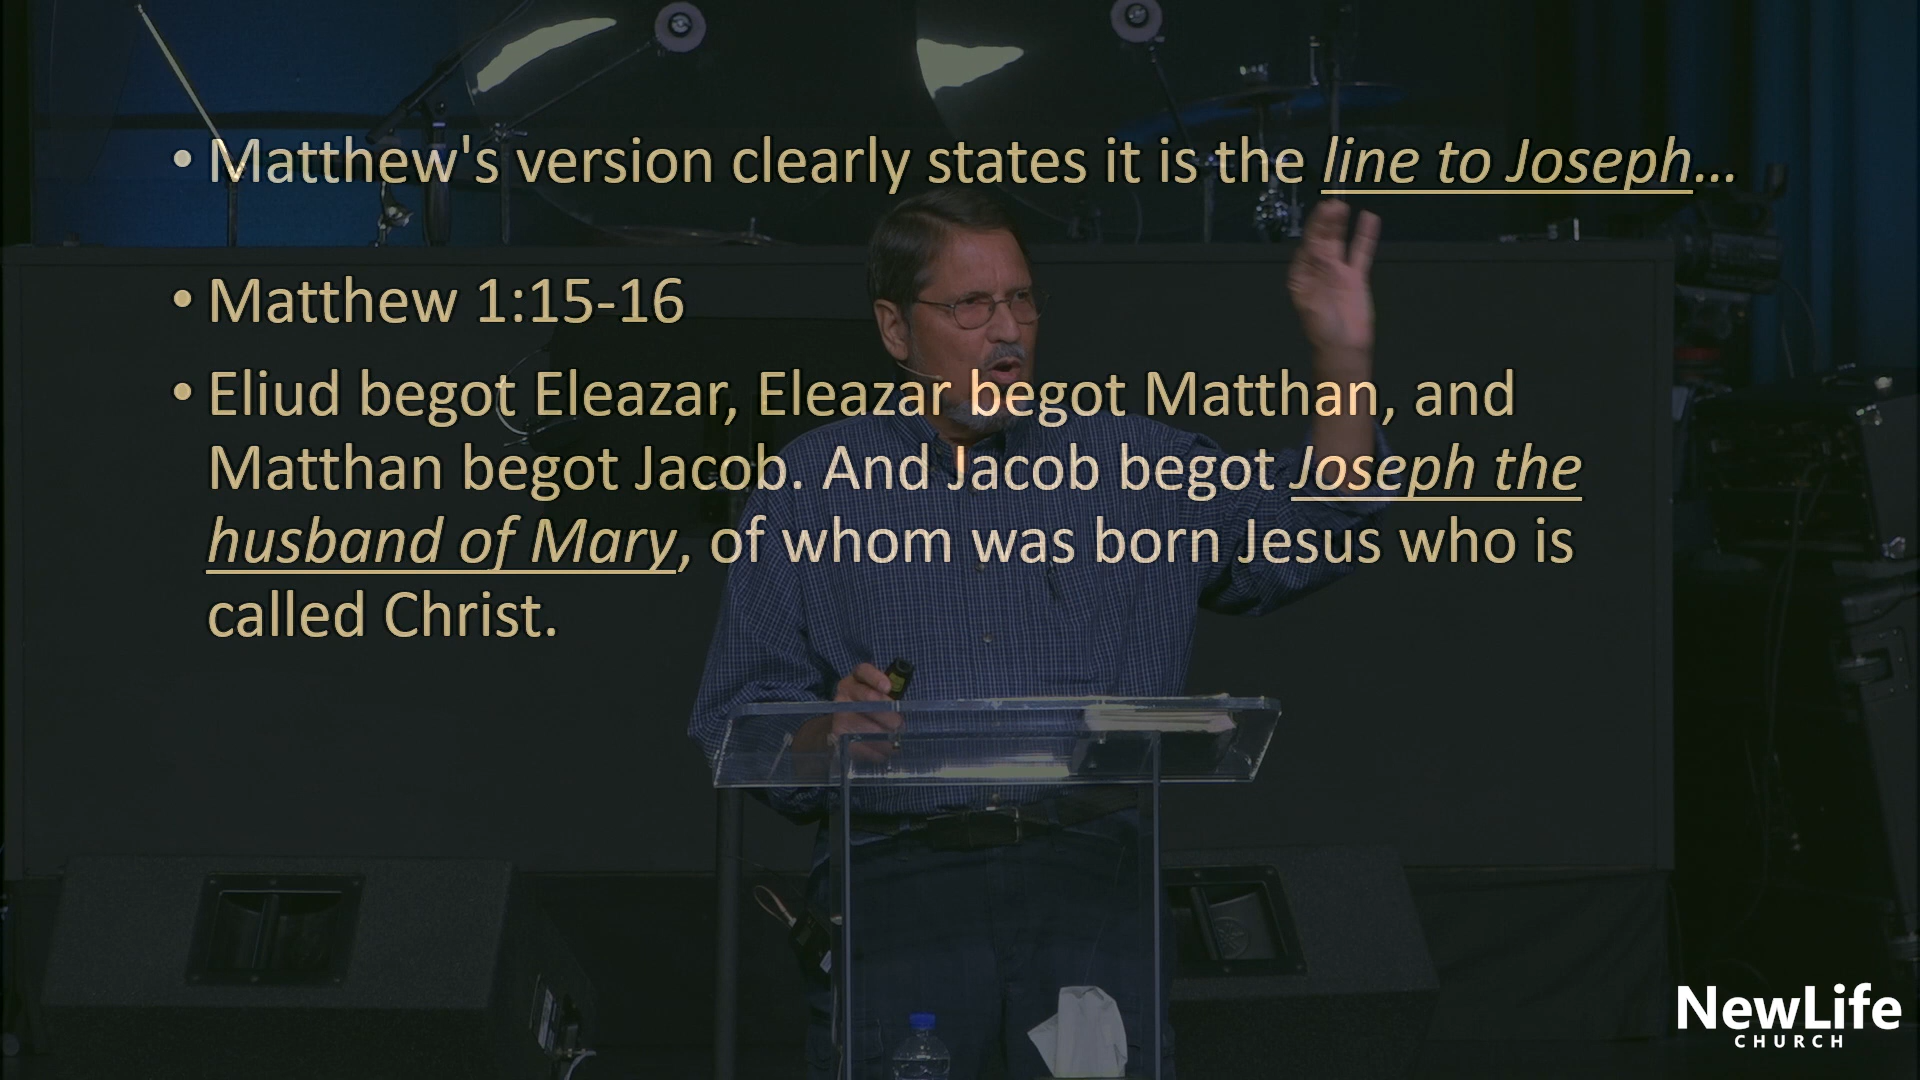 • Matthew's version clearly states it is the line to Joseph...
• Matthew 1:15-16
• Eliud begot Eleazar, Eleazar begot Matthan, and
Matthan begot Jacob. And Jacob begot Joseph the
husband of Mary, of whom was born Jesus who is
called Christ.
NewLife
CHURCH